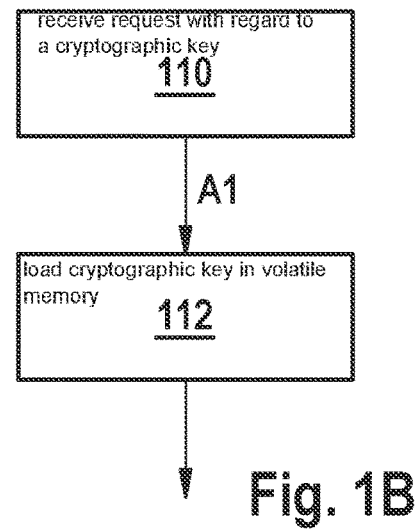 receive request with regard to
a cryptographic key
110
A1
load cryptographic key in volatile
memory
112
Fig. 1B